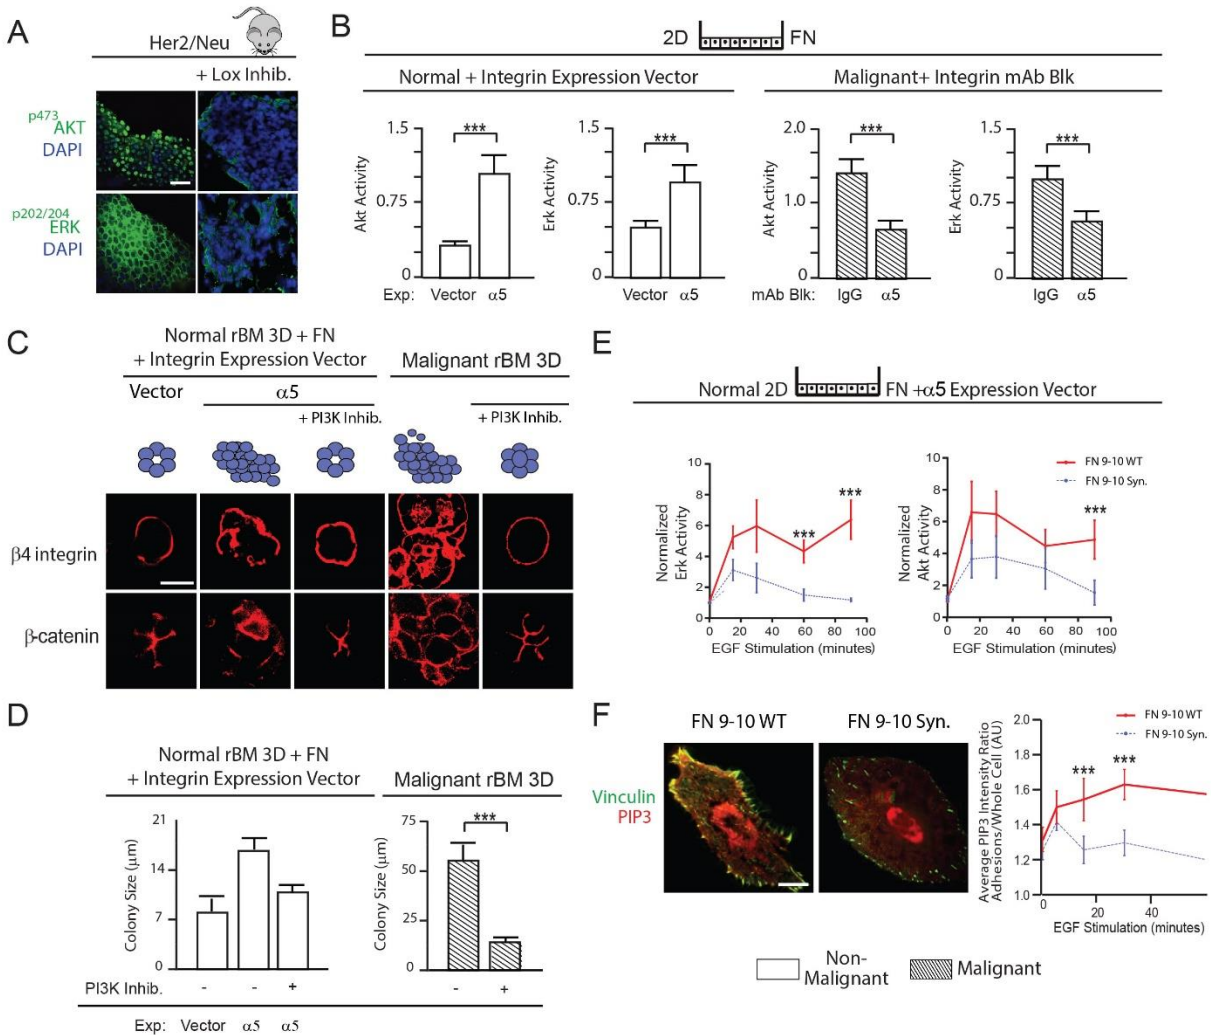 A
Her2/Neu
+ Lox Inhib.
p473 AKT
DAPI
p202/204 ERK
DAPI
B
2D FN
Normal + Integrin Expression Vector
Malignant+ Integrin mAb Blk
1.5
0.75
0
Akt Activity
***
1.5
0.75
0
Erk Activity
***
2.0
1.0
0
Akt Activity
***
1.5
0.75
0
Erk Activity
***
Exp: Vector α5
Vector α5
mAb Blk: IgG α5
IgG α5
C
Normal rBM 3D + FN
+ Integrin Expression Vector
Malignant rBM 3D
Vector
α5
+ PI3K Inhib.
+ PI3K Inhib.
β4 integrin
β-catenin
D
Normal rBM 3D + FN
+ Integrin Expression Vector
Malignant rBM 3D
21
14
7
0
Colony Size (μm)
75
50
25
0
Colony Size (μm)
***
PI3K Inhib. - - +
- +
Exp: Vector α5 α5
E
Normal 2D FN +α5 Expression Vector
10
8
6
4
2
0
Normalized
Erk Activity
***
***
0 20 40 60 80 100
EGF Stimulation (minutes)
10
8
6
4
2
0
Normalized
Akt Activity
FN 9-10 WT
FN 9-10 Syn.
***
0 20 40 60 80 100
EGF Stimulation (minutes)
F
FN 9-10 WT
FN 9-10 Syn.
Vinculin
PIP3
2.0
1.8
1.6
1.4
1.2
1.0
Average PIP3 Intensity Ratio
Adhesions/Whole Cell (AU)
FN 9-10 WT
FN 9-10 Syn.
***
***
0 20 40
EGF Stimulation (minutes)
Non-
Malignant
Malignant